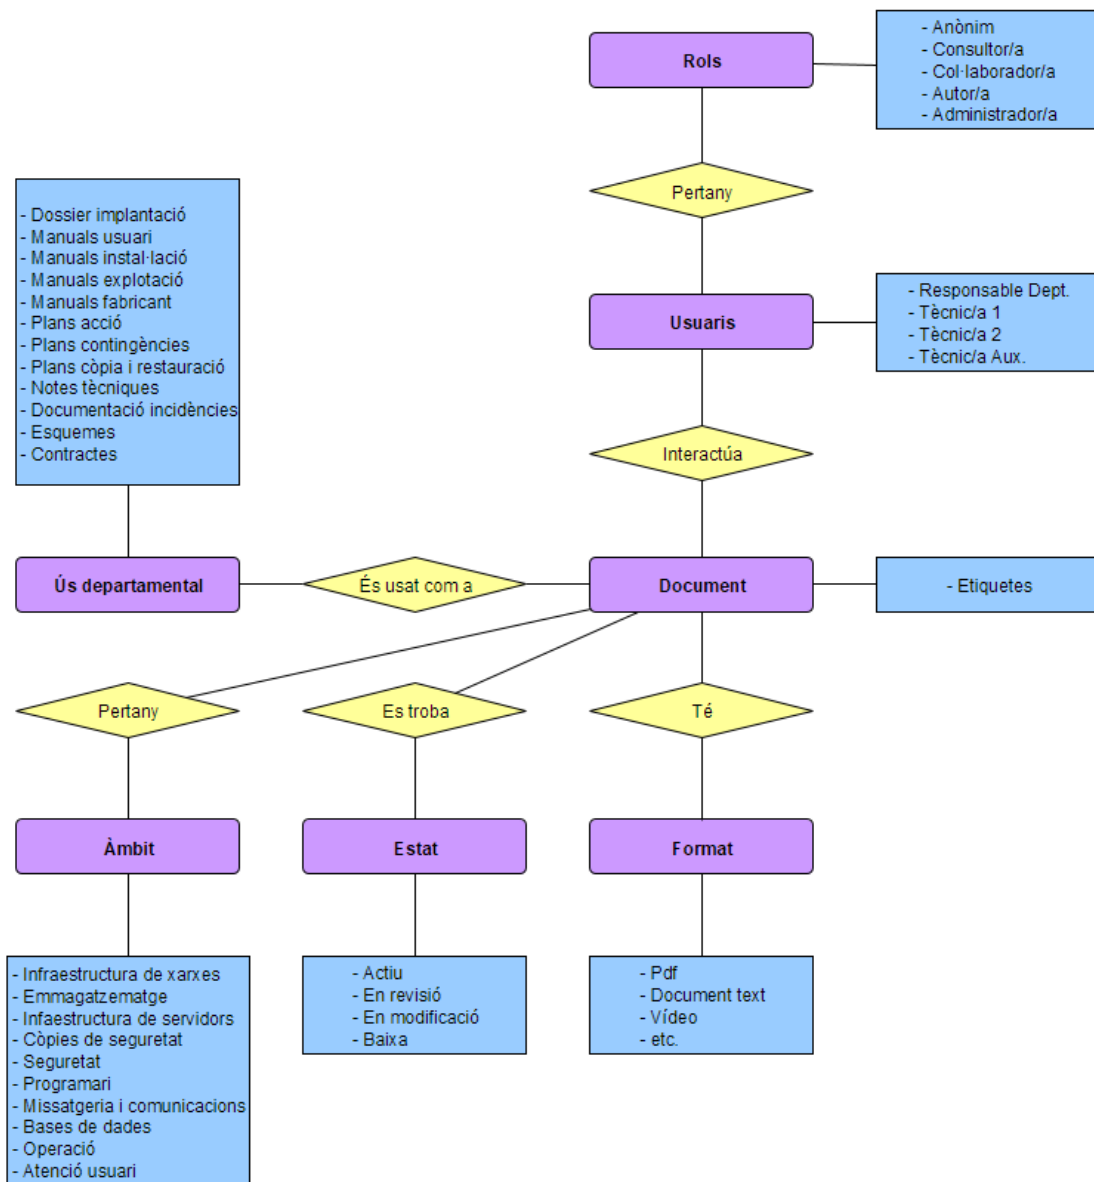 Rols
- Anònim
- Consultor/a
- Col·laborador/a
- Autor/a
- Administrador/a
Pertany
- Dossier implantació
- Manuals usuari
- Manuals instal·lació
- Manuals explotació
- Manuals fabricant
- Plans acció
- Plans contingències
- Plans còpia i restauració
- Notes tècniques
- Documentació incidències
- Esquemes
- Contractes
Usuaris
- Responsable Dept.
- Tècnic/a 1
- Tècnic/a 2
- Tècnic/a Aux.
Interactúa
Ús departamental
És usat com a
Document
- Etiquetes
Pertany
Es troba
Té
Àmbit
Estat
Format
- Infraestructura de xarxes
- Emmagatzematge
- Infaestructura de servidors
- Còpies de seguretat
- Seguretat
- Programari
- Missatgeria i comunicacions
- Bases de dades
- Operació
- Atenció usuari
- Actiu
- En revisió
- En modificació
- Baixa
- Pdf
- Document text
- Vídeo
- etc.